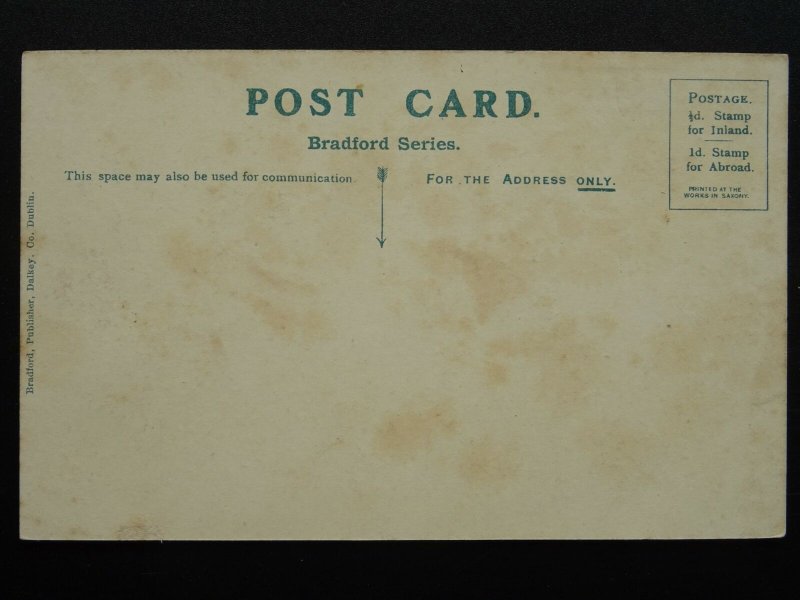 POST CARD.
Bradford Series.
This space may also be used for communication
FOR THE ADDRESS ONLY.
POSTAGE.
½d. Stamp
for Inland.
1d. Stamp
for Abroad.
PRINTED AT THE
WORKS IN SAXONY.
Bradford, Publisher, Dalkey, Co. Dublin.